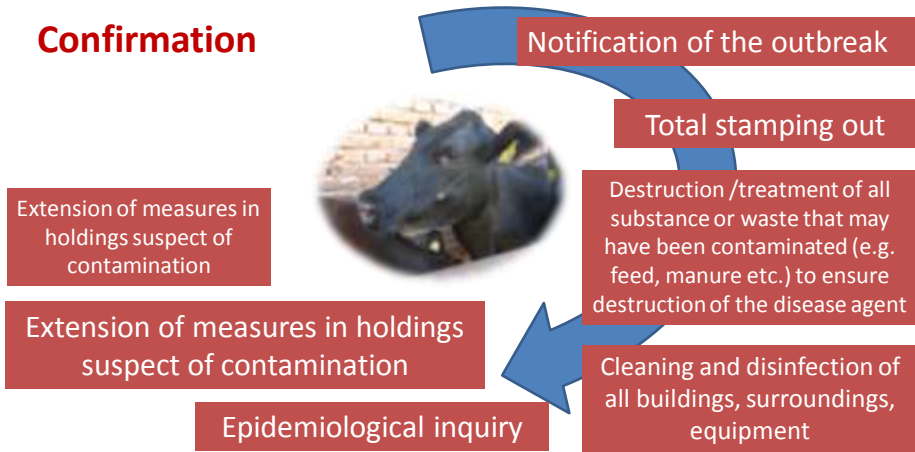 Confirmation
Notification of the outbreak
Total stamping out
Destruction /treatment of all
substance or waste that may
have been contaminated (e.g.
feed, manure etc.) to ensure
destruction of the disease agent
Cleaning and disinfection of
all buildings, surroundings,
equipment
Epidemiological inquiry
Extension of measures in holdings
suspect of contamination
Extension of measures in
holdings suspect of
contamination